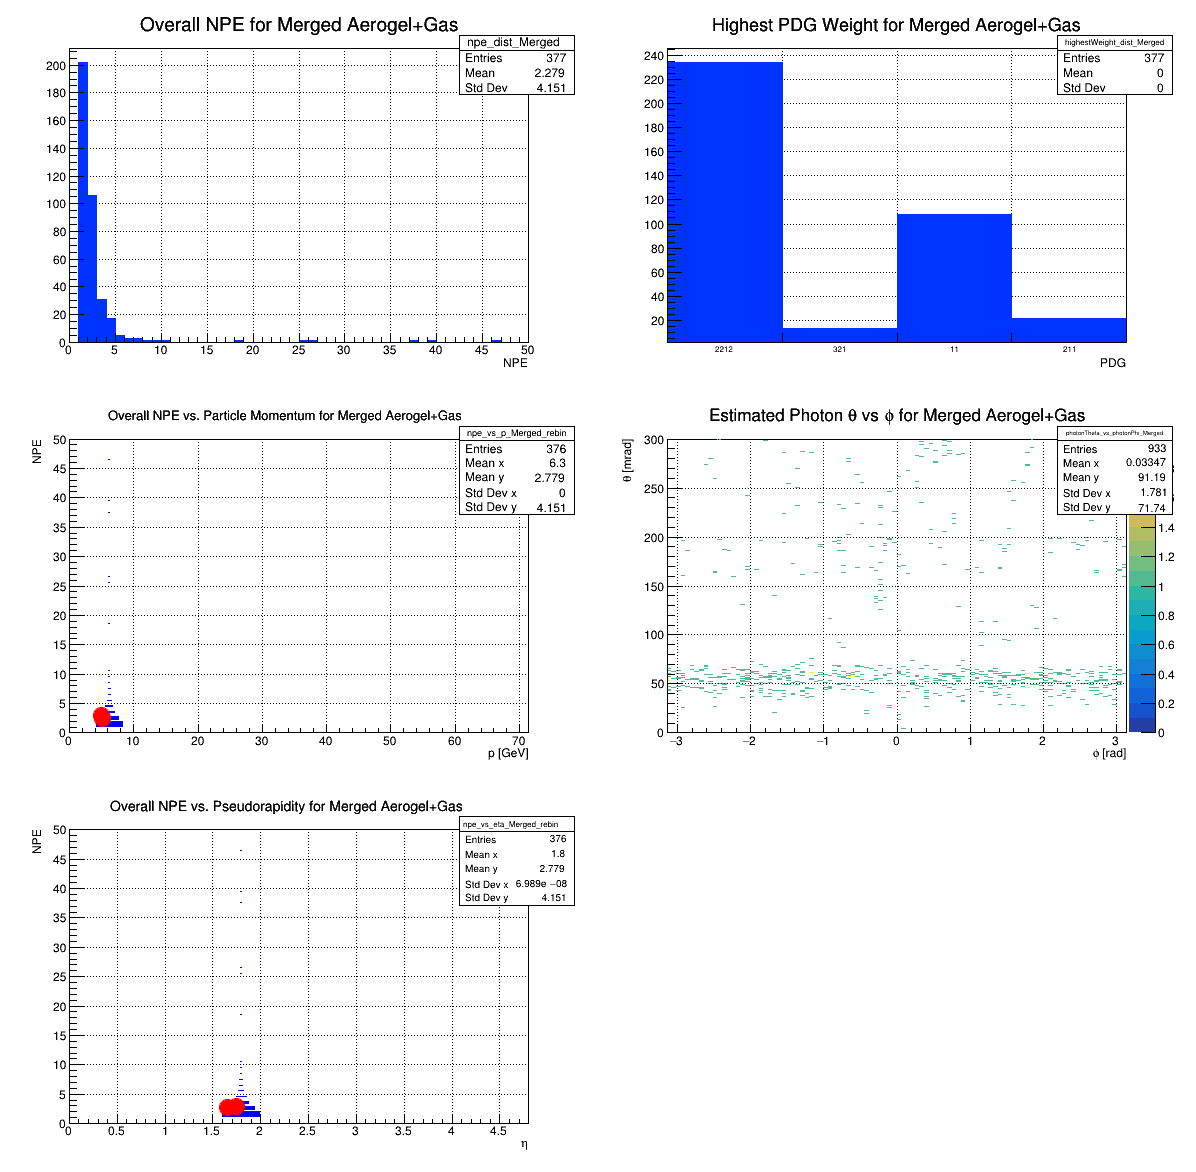 Overall NPE for Merged Aerogel+Gas
npe_dist_Merged
Entries 377
Mean 2.279
Std Dev 4.151
200
180
160
140
120
100
80
60
40
20
0
0 5 10 15 20 25 30 35 40 45 50
NPE
Highest PDG Weight for Merged Aerogel+Gas
highestWeight_dist_Merged
Entries 377
Mean 0
Std Dev 0
240
220
200
180
160
140
120
100
80
60
40
20
2212 321 11 211
PDG
Overall NPE vs. Particle Momentum for Merged Aerogel+Gas
npe_vs_p_Merged_rebin
Entries 376
Mean x 6.3
Mean y 2.779
Std Dev x 0
Std Dev y 4.151
NPE
50
45
40
35
30
25
20
15
10
5
0
0 10 20 30 40 50 60 70
p [GeV]
Estimated Photon θ vs ϕ for Merged Aerogel+Gas
photonTheta_vs_photonPhi_Merged
Entries 933
Mean x 0.03347
Mean y 91.19
Std Dev x 1.781
Std Dev y 71.74
θ [mrad]
300
250
200
150
100
50
0
−3 −2 −1 0 1 2 3
ϕ [rad]
1.4
1.2
1
0.8
0.6
0.4
0.2
0
Overall NPE vs. Pseudorapidity for Merged Aerogel+Gas
npe_vs_eta_Merged_rebin
Entries 376
Mean x 1.8
Mean y 2.779
Std Dev x 6.989e −08
Std Dev y 4.151
NPE
50
45
40
35
30
25
20
15
10
5
0
0 0.5 1 1.5 2 2.5 3 3.5 4 4.5
η